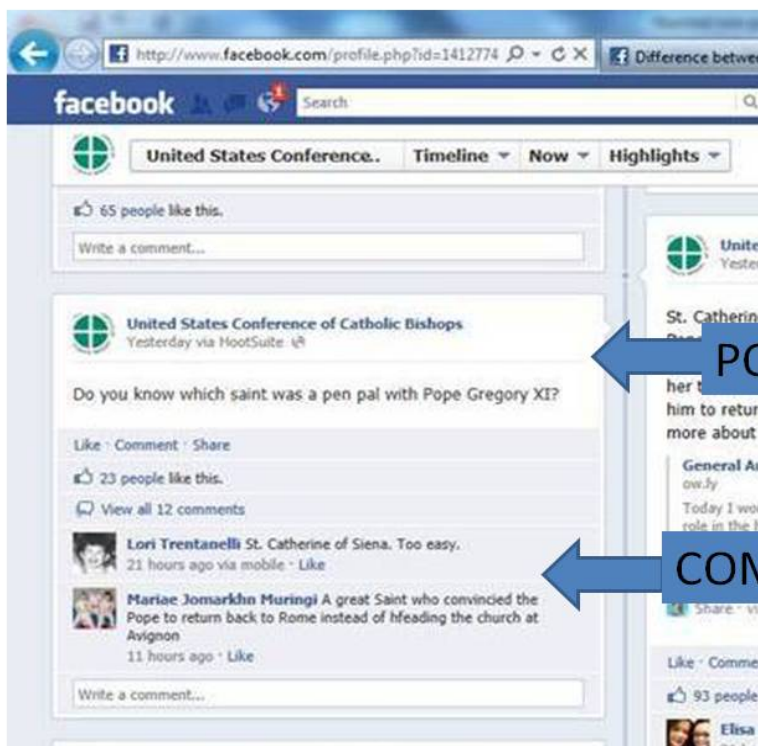 http://www.facebook.com/profile.php?id=1412774
Difference betwee
facebook
1
Search
United States Conference..
Timeline
Now
Highlights
65 people like this.
Write a comment...
United States Conference of Catholic Bishops
Yesterday via HootSuite
Do you know which saint was a pen pal with Pope Gregory XI?
Like · Comment · Share
23 people like this.
View all 12 comments
Lori Trentanelli St. Catherine of Siena. Too easy.
21 hours ago via mobile · Like
Mariae Jomarkhn Muringi A great Saint who convincied the
Pope to return back to Rome instead of hfeading the church at
Avignon
11 hours ago · Like
Write a comment...
Unite
Yester
St. Catherin
PO
her t
him to retur
more about
General Au
ow.ly
Today I wou
role in the h
COM
Share · vi
Like · Comme
93 people
Elisa